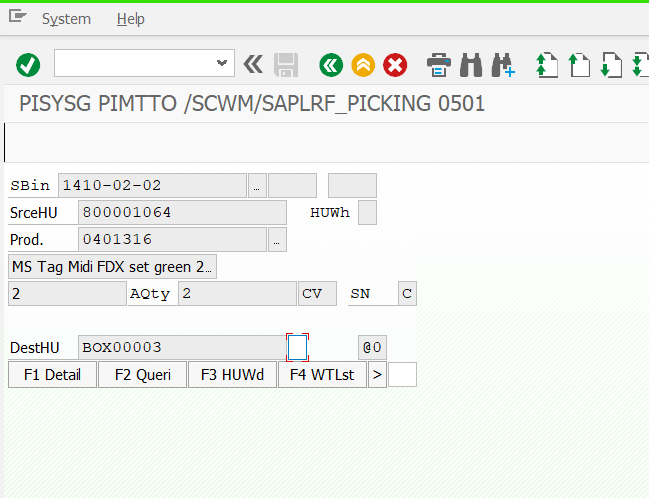 System Help
PISYSG PIMTTO /SCWM/SAPLRF_PICKING 0501
SBin 1410-02-02 …
SrceHU 800001064 HUWh
Prod. 0401316 …
MS Tag Midi FDX set green 2…
2 AQty 2 CV SN C
DestHU BOX00003 @0
F1 Detail F2 Queri F3 HUWd F4 WTLst >